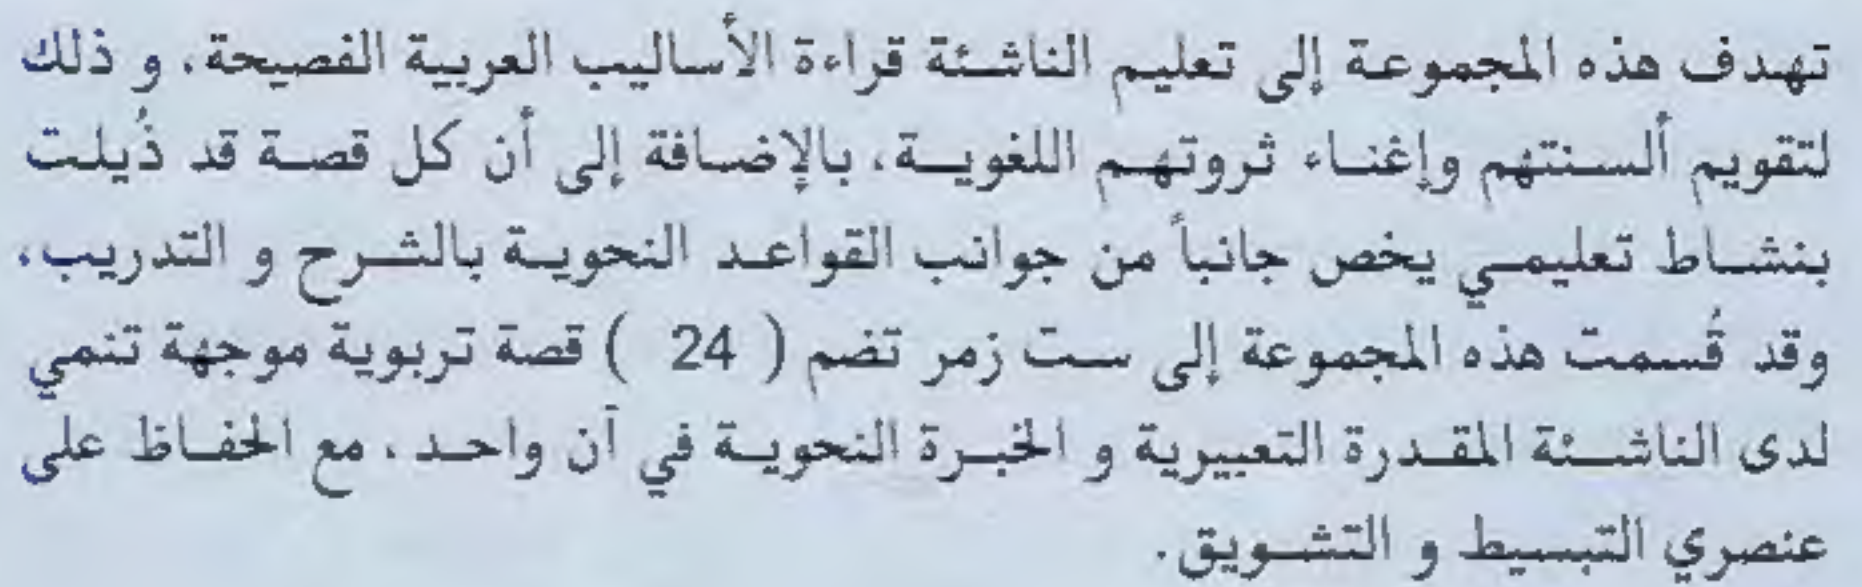 تهدف هذه المجموعة إلى تعليم الناشئة قراءة الأساليب العربية الفصيحة، و ذلك
لتقويم ألسنتهم وإغناء ثروتهم اللغوية، بالإضافة إلى أن كل قصة قد ذُيلت
بنشاط تعليمي يخص جانباً من جوانب القواعد النحوية بالشرح و التدريب،
وقد قُسمت هذه المجموعة إلى ست زمر تضم ( 24 ) قصة تربوية موجهة تنمي
لدى الناشئة المقدرة التعبيرية و الخبرة النحوية في آن واحد، مع الحفاظ على
عنصري التبسيط و التشويق.